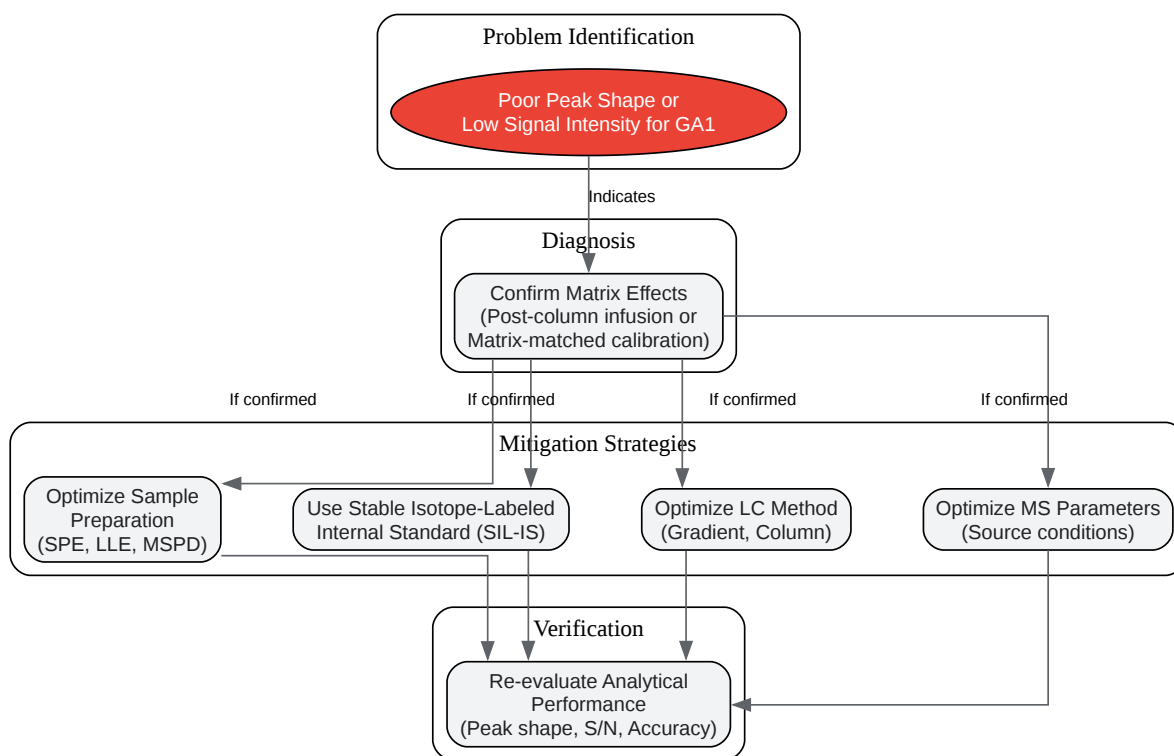 Problem Identification
Poor Peak Shape or
Low Signal Intensity for GA1
Indicates
Diagnosis
Confirm Matrix Effects
(Post-column infusion or
Matrix-matched calibration)
If confirmed
If confirmed
If confirmed
If confirmed
Mitigation Strategies
Optimize Sample
Preparation
(SPE, LLE, MSPD)
Use Stable Isotope-Labeled
Internal Standard (SIL-IS)
Optimize LC Method
(Gradient, Column)
Optimize MS Parameters
(Source conditions)
Verification
Re-evaluate Analytical
Performance
(Peak shape, S/N, Accuracy)